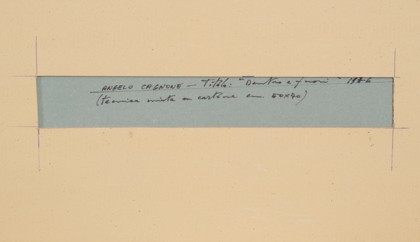 ANGELO CAGNONE — Titolo: "Dentro e fuori" 1986
(tecnica mista su cartone cm. 50x40)